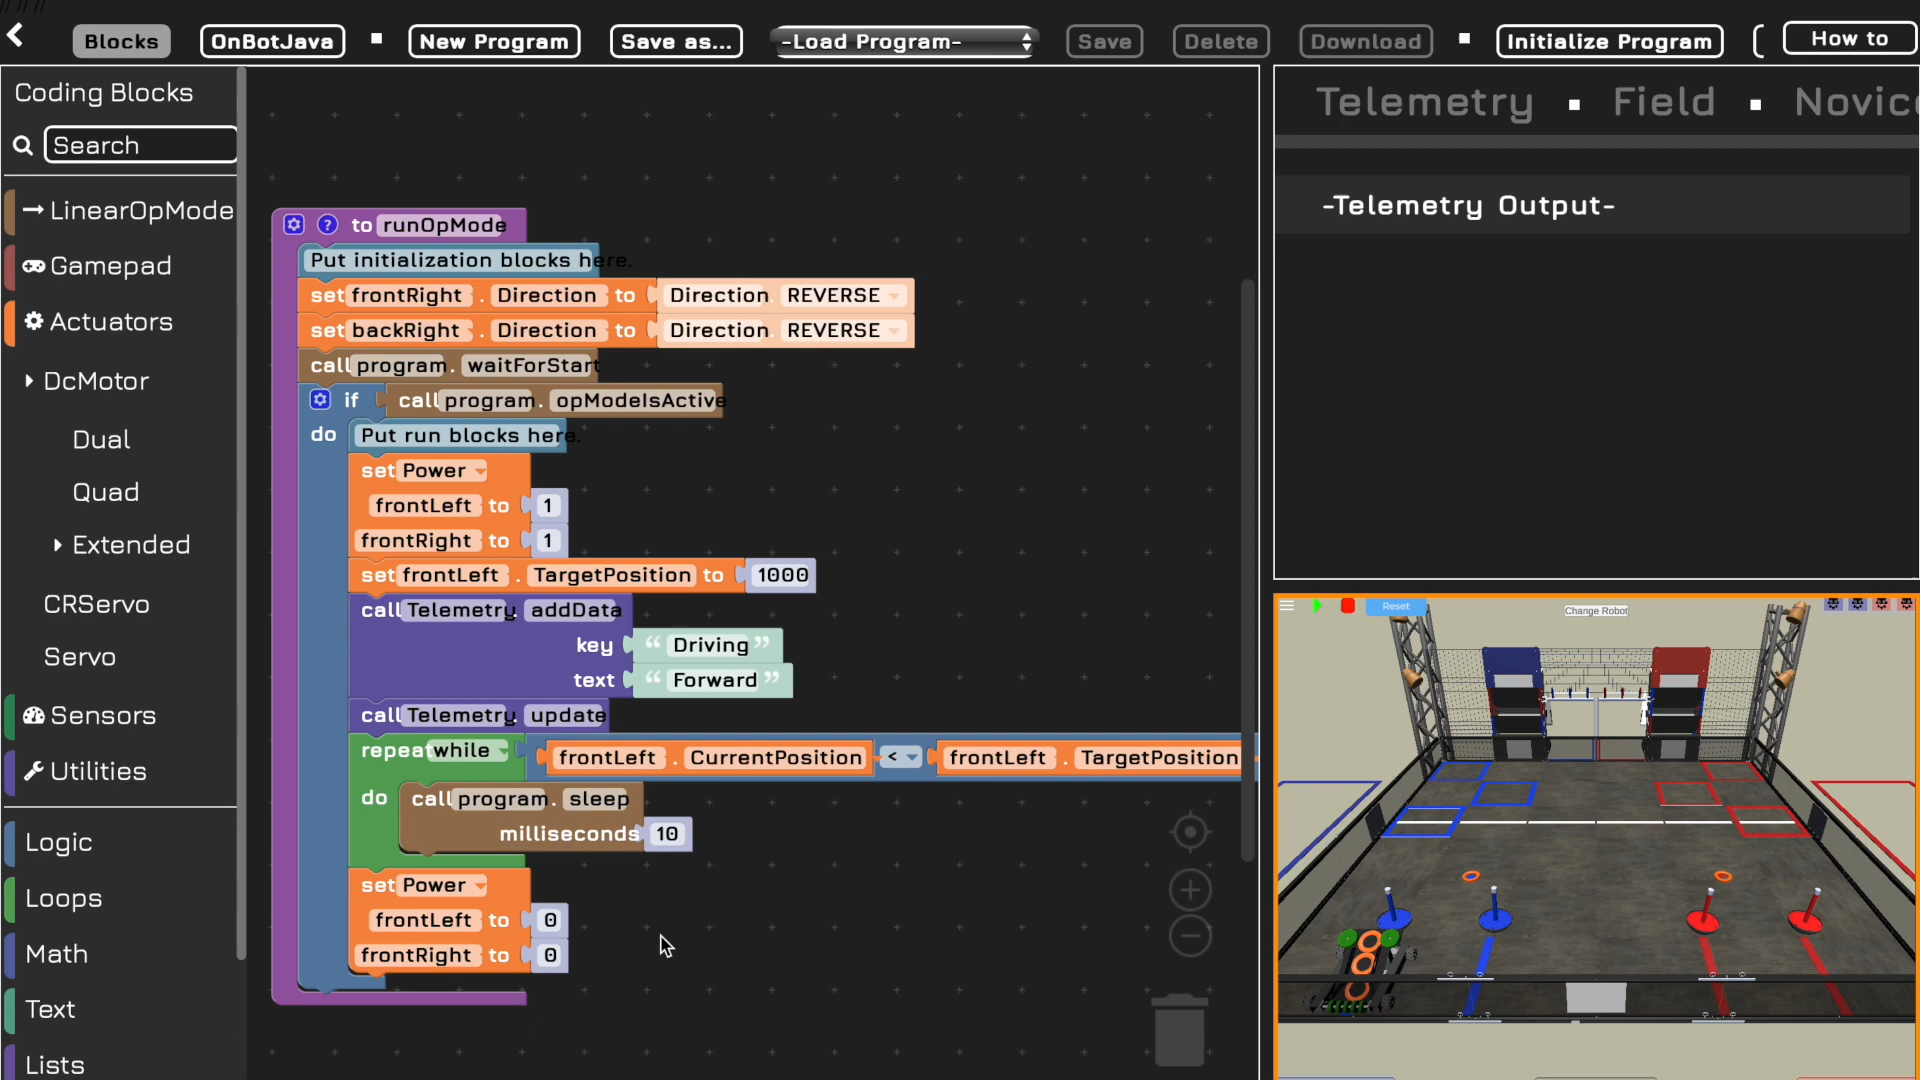 Blocks OnBotJava New Program Save as... -Load Program- Save Delete Download Initialize Program How to
Coding Blocks
Search
LinearOpMode
Gamepad
Actuators
DcMotor
Dual
Quad
Extended
CRServo
Servo
Sensors
Utilities
Logic
Loops
Math
Text
Lists
to runOpMode
Put initialization blocks here.
set frontRight . Direction to Direction. REVERSE
set backRight . Direction to Direction. REVERSE
call program . waitForStart
if call program . opModeIsActive
do Put run blocks here.
set Power
frontLeft to 1
frontRight to 1
set frontLeft . TargetPosition to 1000
call Telemetry . addData
key “ Driving ”
text “ Forward ”
call Telemetry . update
repeat while frontLeft . CurrentPosition < frontLeft . TargetPosition
do call program . sleep
milliseconds 10
set Power
frontLeft to 0
frontRight to 0
Telemetry Field Novic
-Telemetry Output-
Reset Change Robot